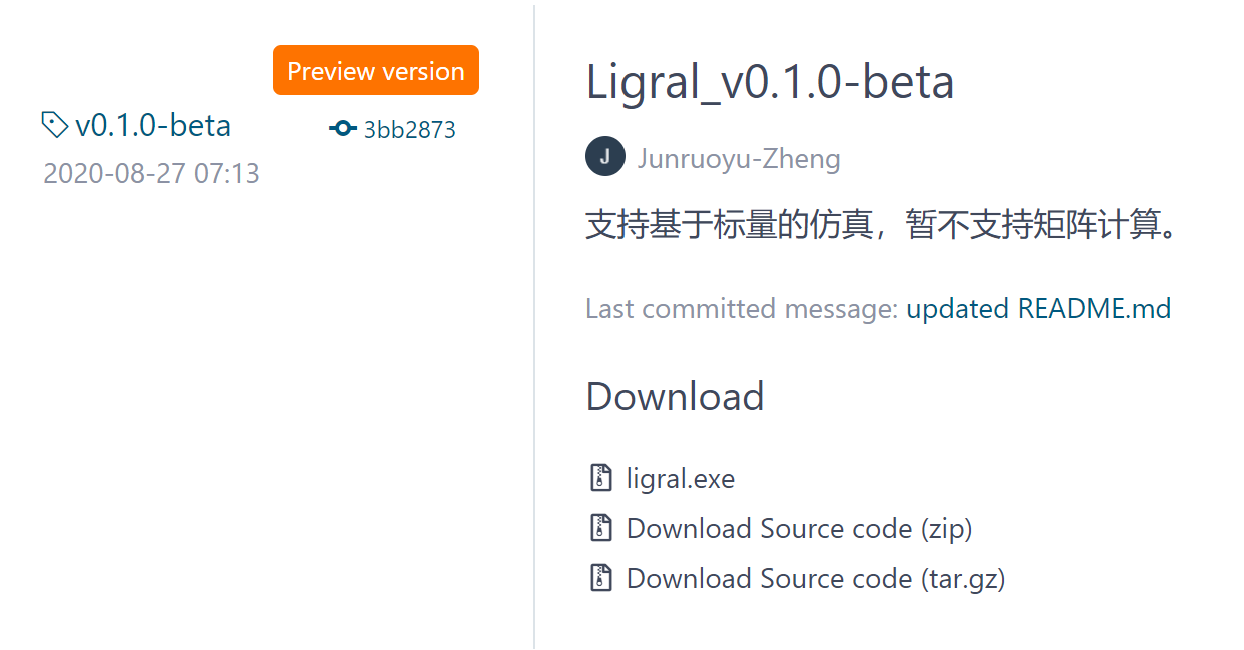 Preview version
v0.1.0-beta
3bb2873
2020-08-27 07:13
Ligral_v0.1.0-beta
J
Junruoyu-Zheng
支持基于标量的仿真，暂不支持矩阵计算。
Last committed message: updated README.md
Download
ligral.exe
Download Source code (zip)
Download Source code (tar.gz)